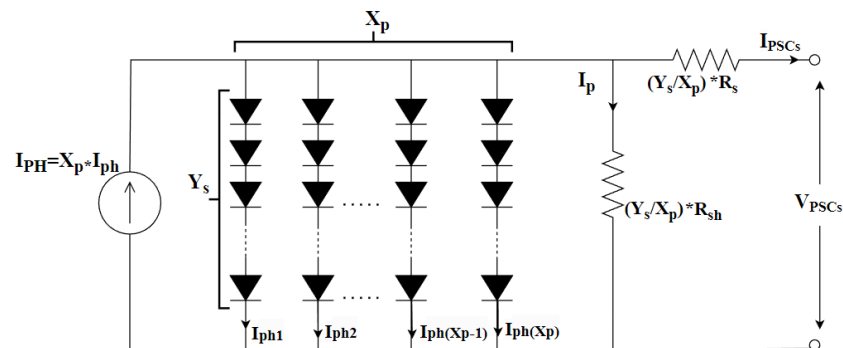 Xp
IPSCs
Ip
(Ys/Xp)*Rs
IPH=Xp*Iph
Ys
(Ys/Xp)*Rsh
VPSCs
.....
.....
Iph1
Iph2
Iph(Xp-1)
Iph(Xp)